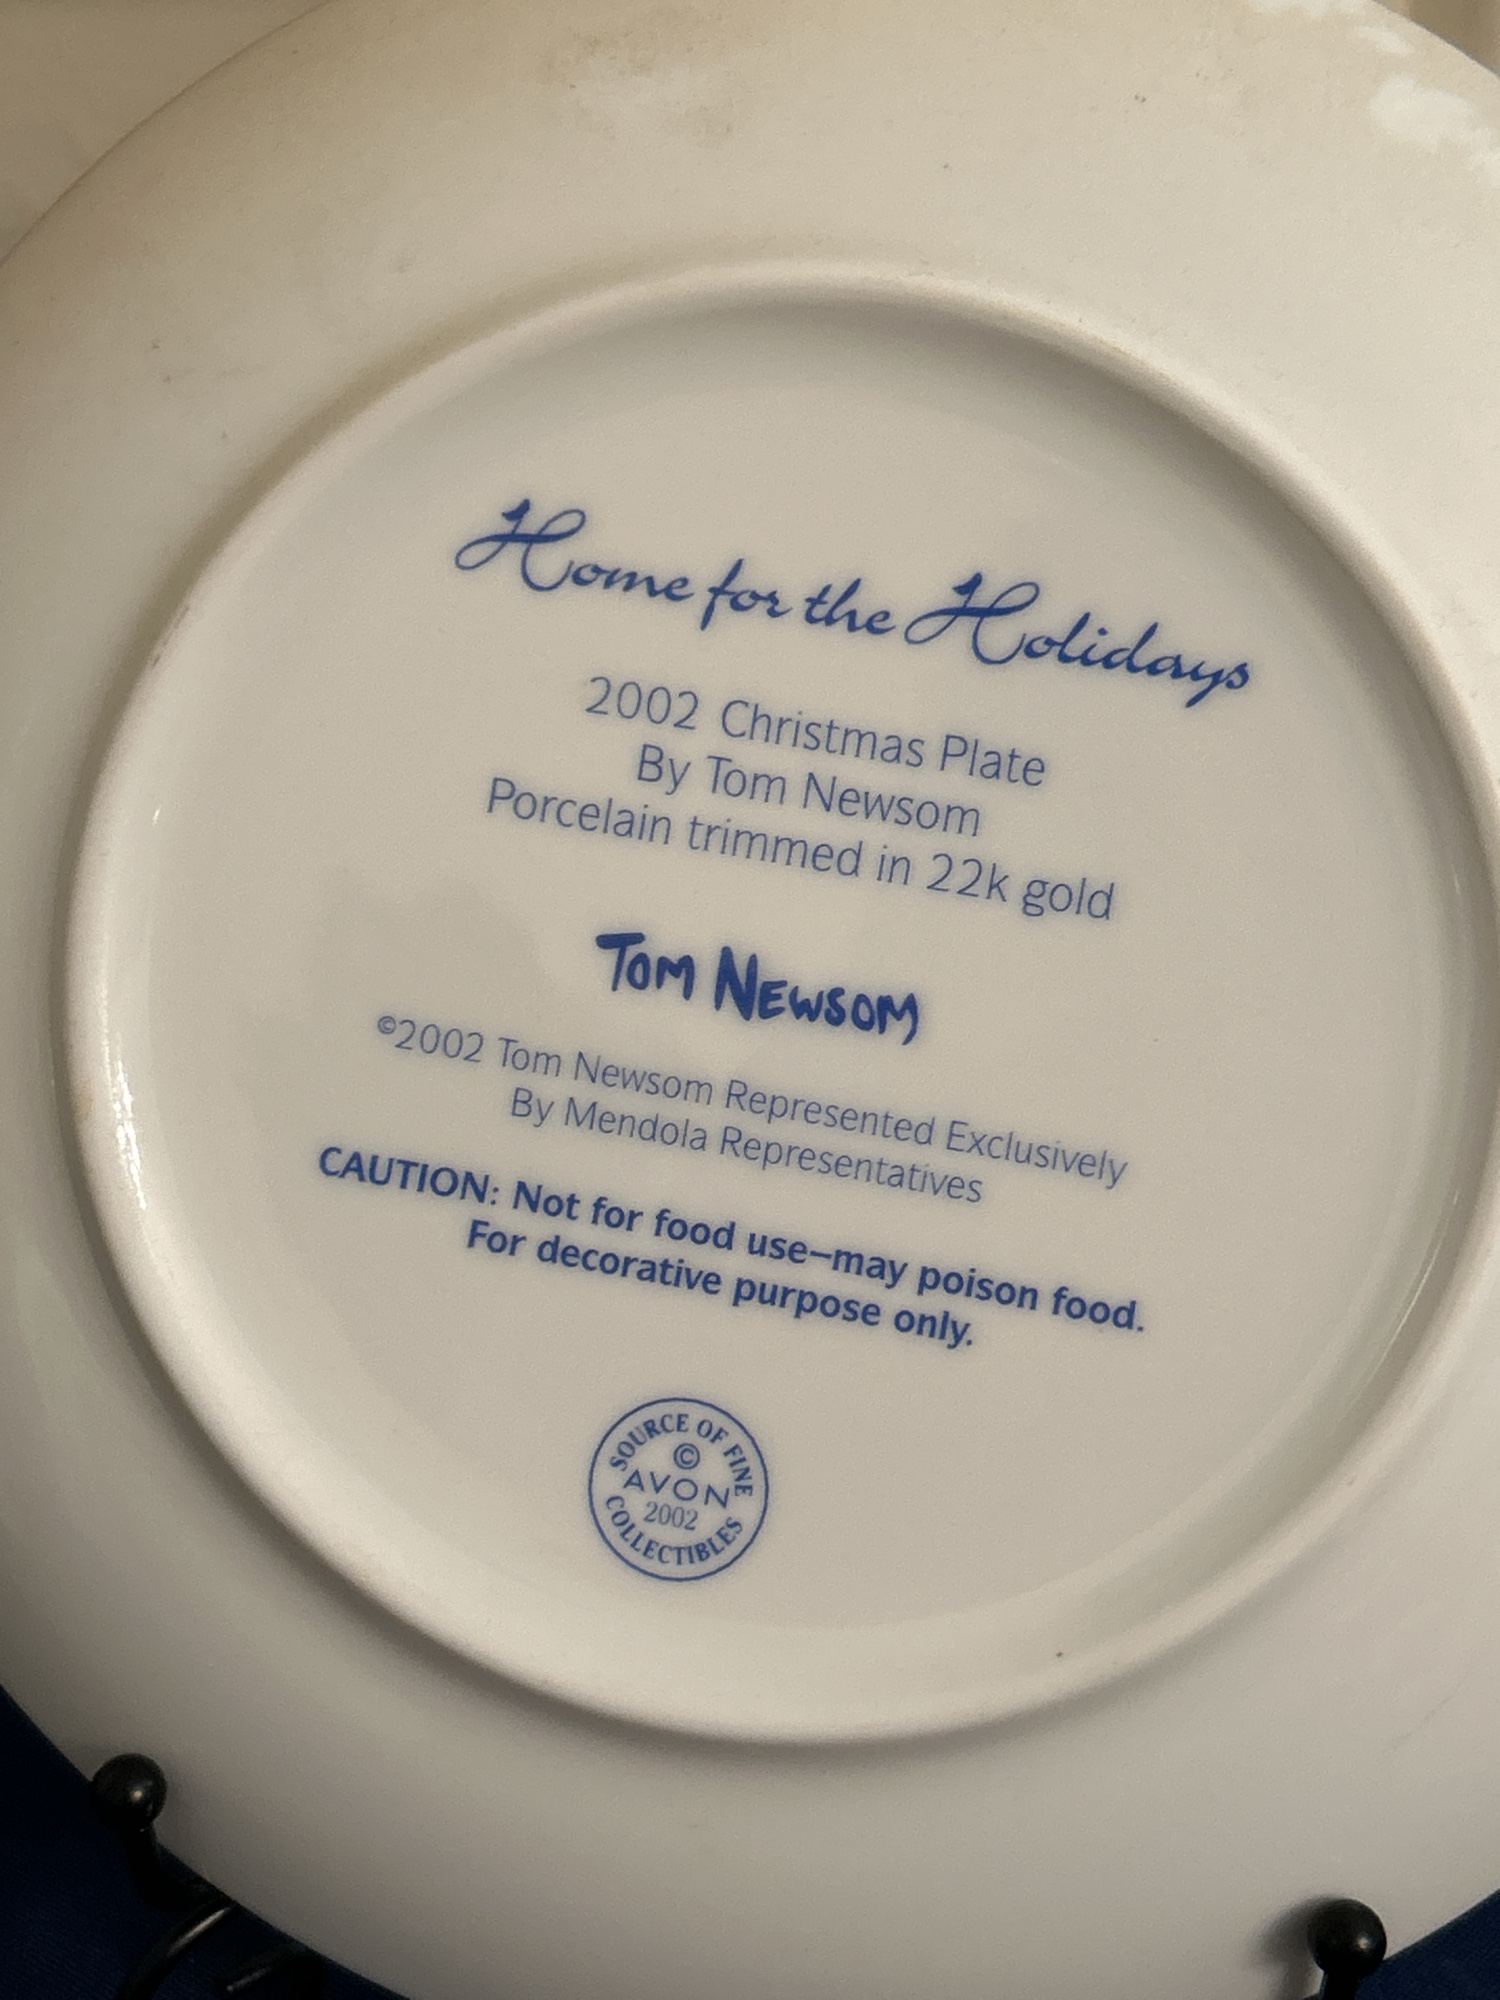 Home for the Holidays
2002 Christmas Plate
By Tom Newsom
Porcelain trimmed in 22k gold
TOM NEWSOM
©2002 Tom Newsom Represented Exclusively
By Mendola Representatives
CAUTION: Not for food use—may poison food.
For decorative purpose only.
SOURCE OF FINE
©
AVON
2002
COLLECTIBLES